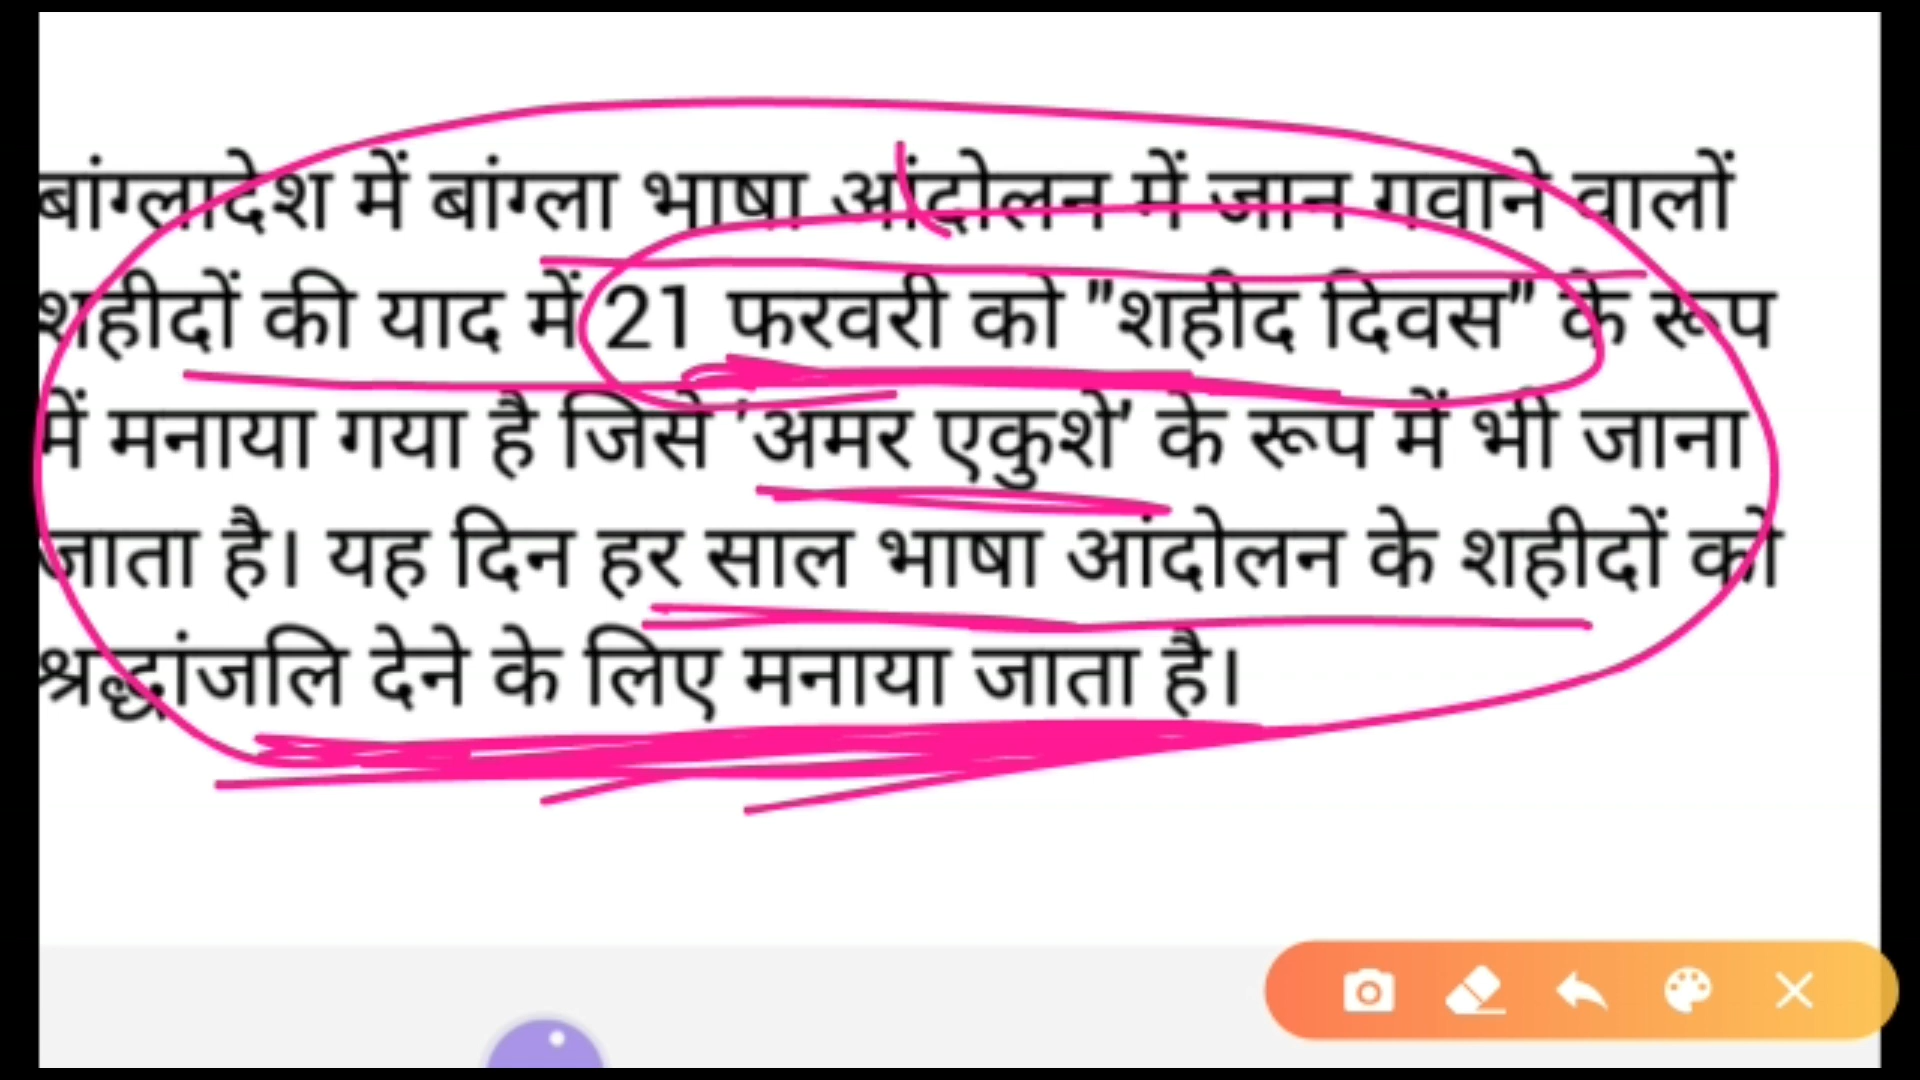 बांग्लादेश में बांग्ला भाषा आंदोलन में जान गवाने वालों
शहीदों की याद में 21 फरवरी को "शहीद दिवस" के रूप
में मनाया गया है जिसे 'अमर एकुशे' के रूप में भी जाना
जाता है। यह दिन हर साल भाषा आंदोलन के शहीदों को
श्रद्धांजलि देने के लिए मनाया जाता है।